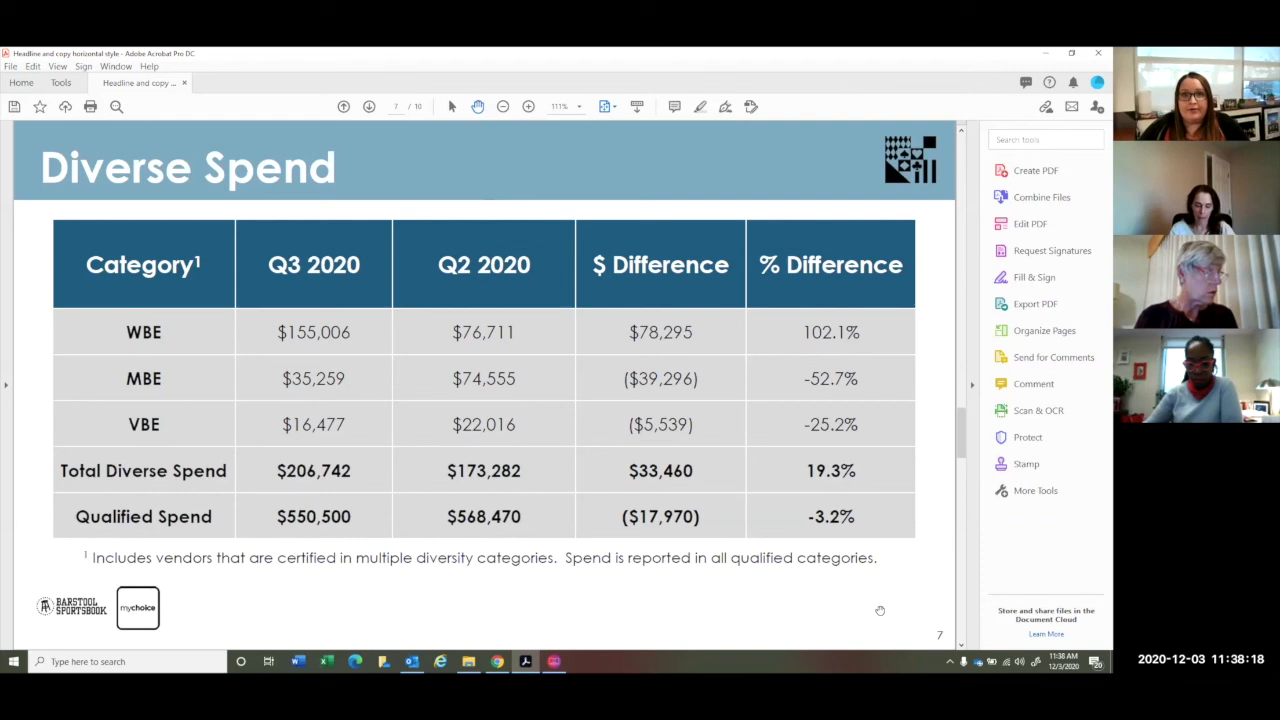 Headline and copy horizontal style - Adobe Acrobat Pro DC
File Edit View Sign Window Help
Home Tools Headline and copy ... ×
7 / 10 111%
Diverse Spend
Category¹ Q3 2020 Q2 2020 $ Difference % Difference
WBE $155,006 $76,711 $78,295 102.1%
MBE $35,259 $74,555 ($39,296) -52.7%
VBE $16,477 $22,016 ($5,539) -25.2%
Total Diverse Spend $206,742 $173,282 $33,460 19.3%
Qualified Spend $550,500 $568,470 ($17,970) -3.2%
¹ Includes vendors that are certified in multiple diversity categories. Spend is reported in all qualified categories.
BARSTOOL
SPORTSBOOK
mychoice
7
Search tools
Create PDF
Combine Files
Edit PDF
Request Signatures
Fill & Sign
Export PDF
Organize Pages
Send for Comments
Comment
Scan & OCR
Protect
Stamp
More Tools
Store and share files in the
Document Cloud
Learn More
Type here to search
11:38 AM
12/3/2020
20
2020-12-03 11:38:18